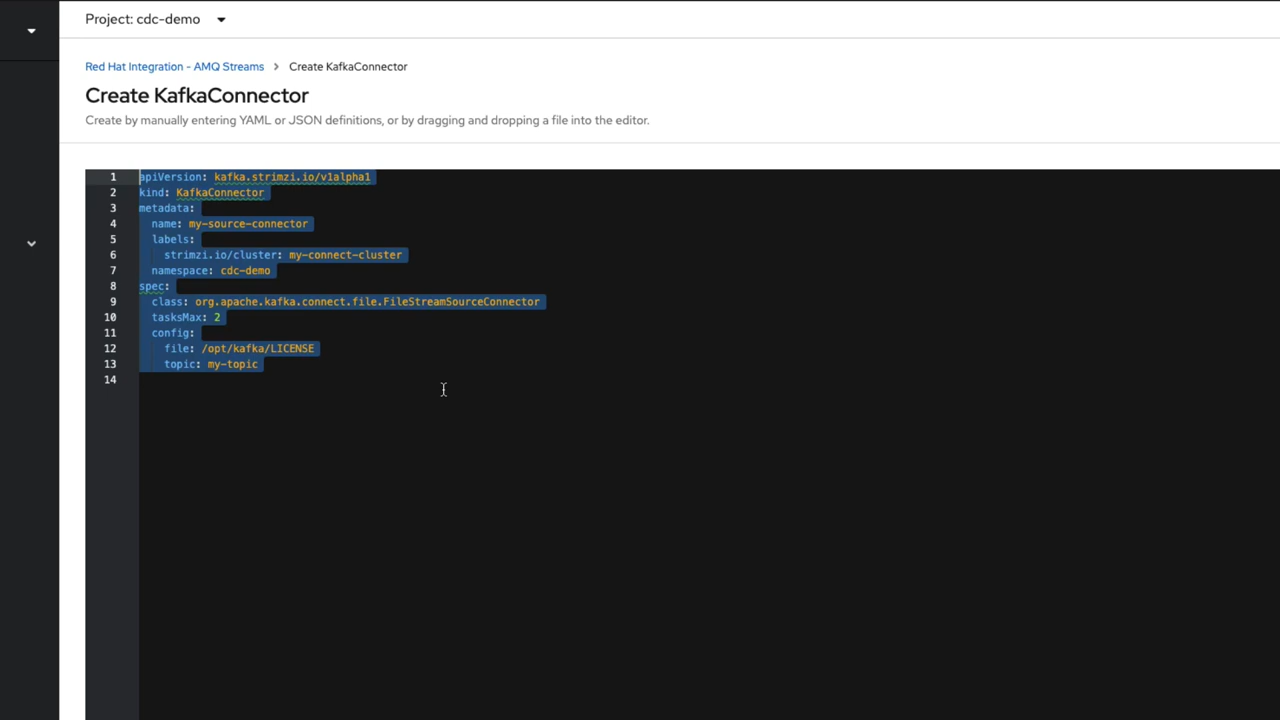 Project: cdc-demo
Red Hat Integration - AMQ Streams > Create KafkaConnector
Create KafkaConnector
Create by manually entering YAML or JSON definitions, or by dragging and dropping a file into the editor.
1 apiVersion: kafka.strimzi.io/v1alpha1
2 kind: KafkaConnector
3 metadata:
4   name: my-source-connector
5   labels:
6     strimzi.io/cluster: my-connect-cluster
7   namespace: cdc-demo
8 spec:
9   class: org.apache.kafka.connect.file.FileStreamSourceConnector
10   tasksMax: 2
11   config:
12     file: /opt/kafka/LICENSE
13     topic: my-topic
14